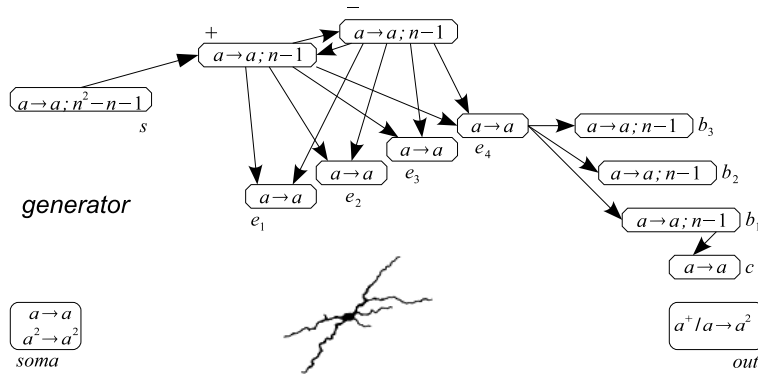 −
+
a→a; n−1
a→a; n−1
a→a; n²−n−1
s
a→a
e₄
a→a; n−1
b₃
a→a
e₃
a→a
e₂
a→a; n−1
b₂
a→a
e₁
generator
a→a; n−1
b₁
a→a
c
a→a
a²→a²
soma
a⁺/a→a²
out